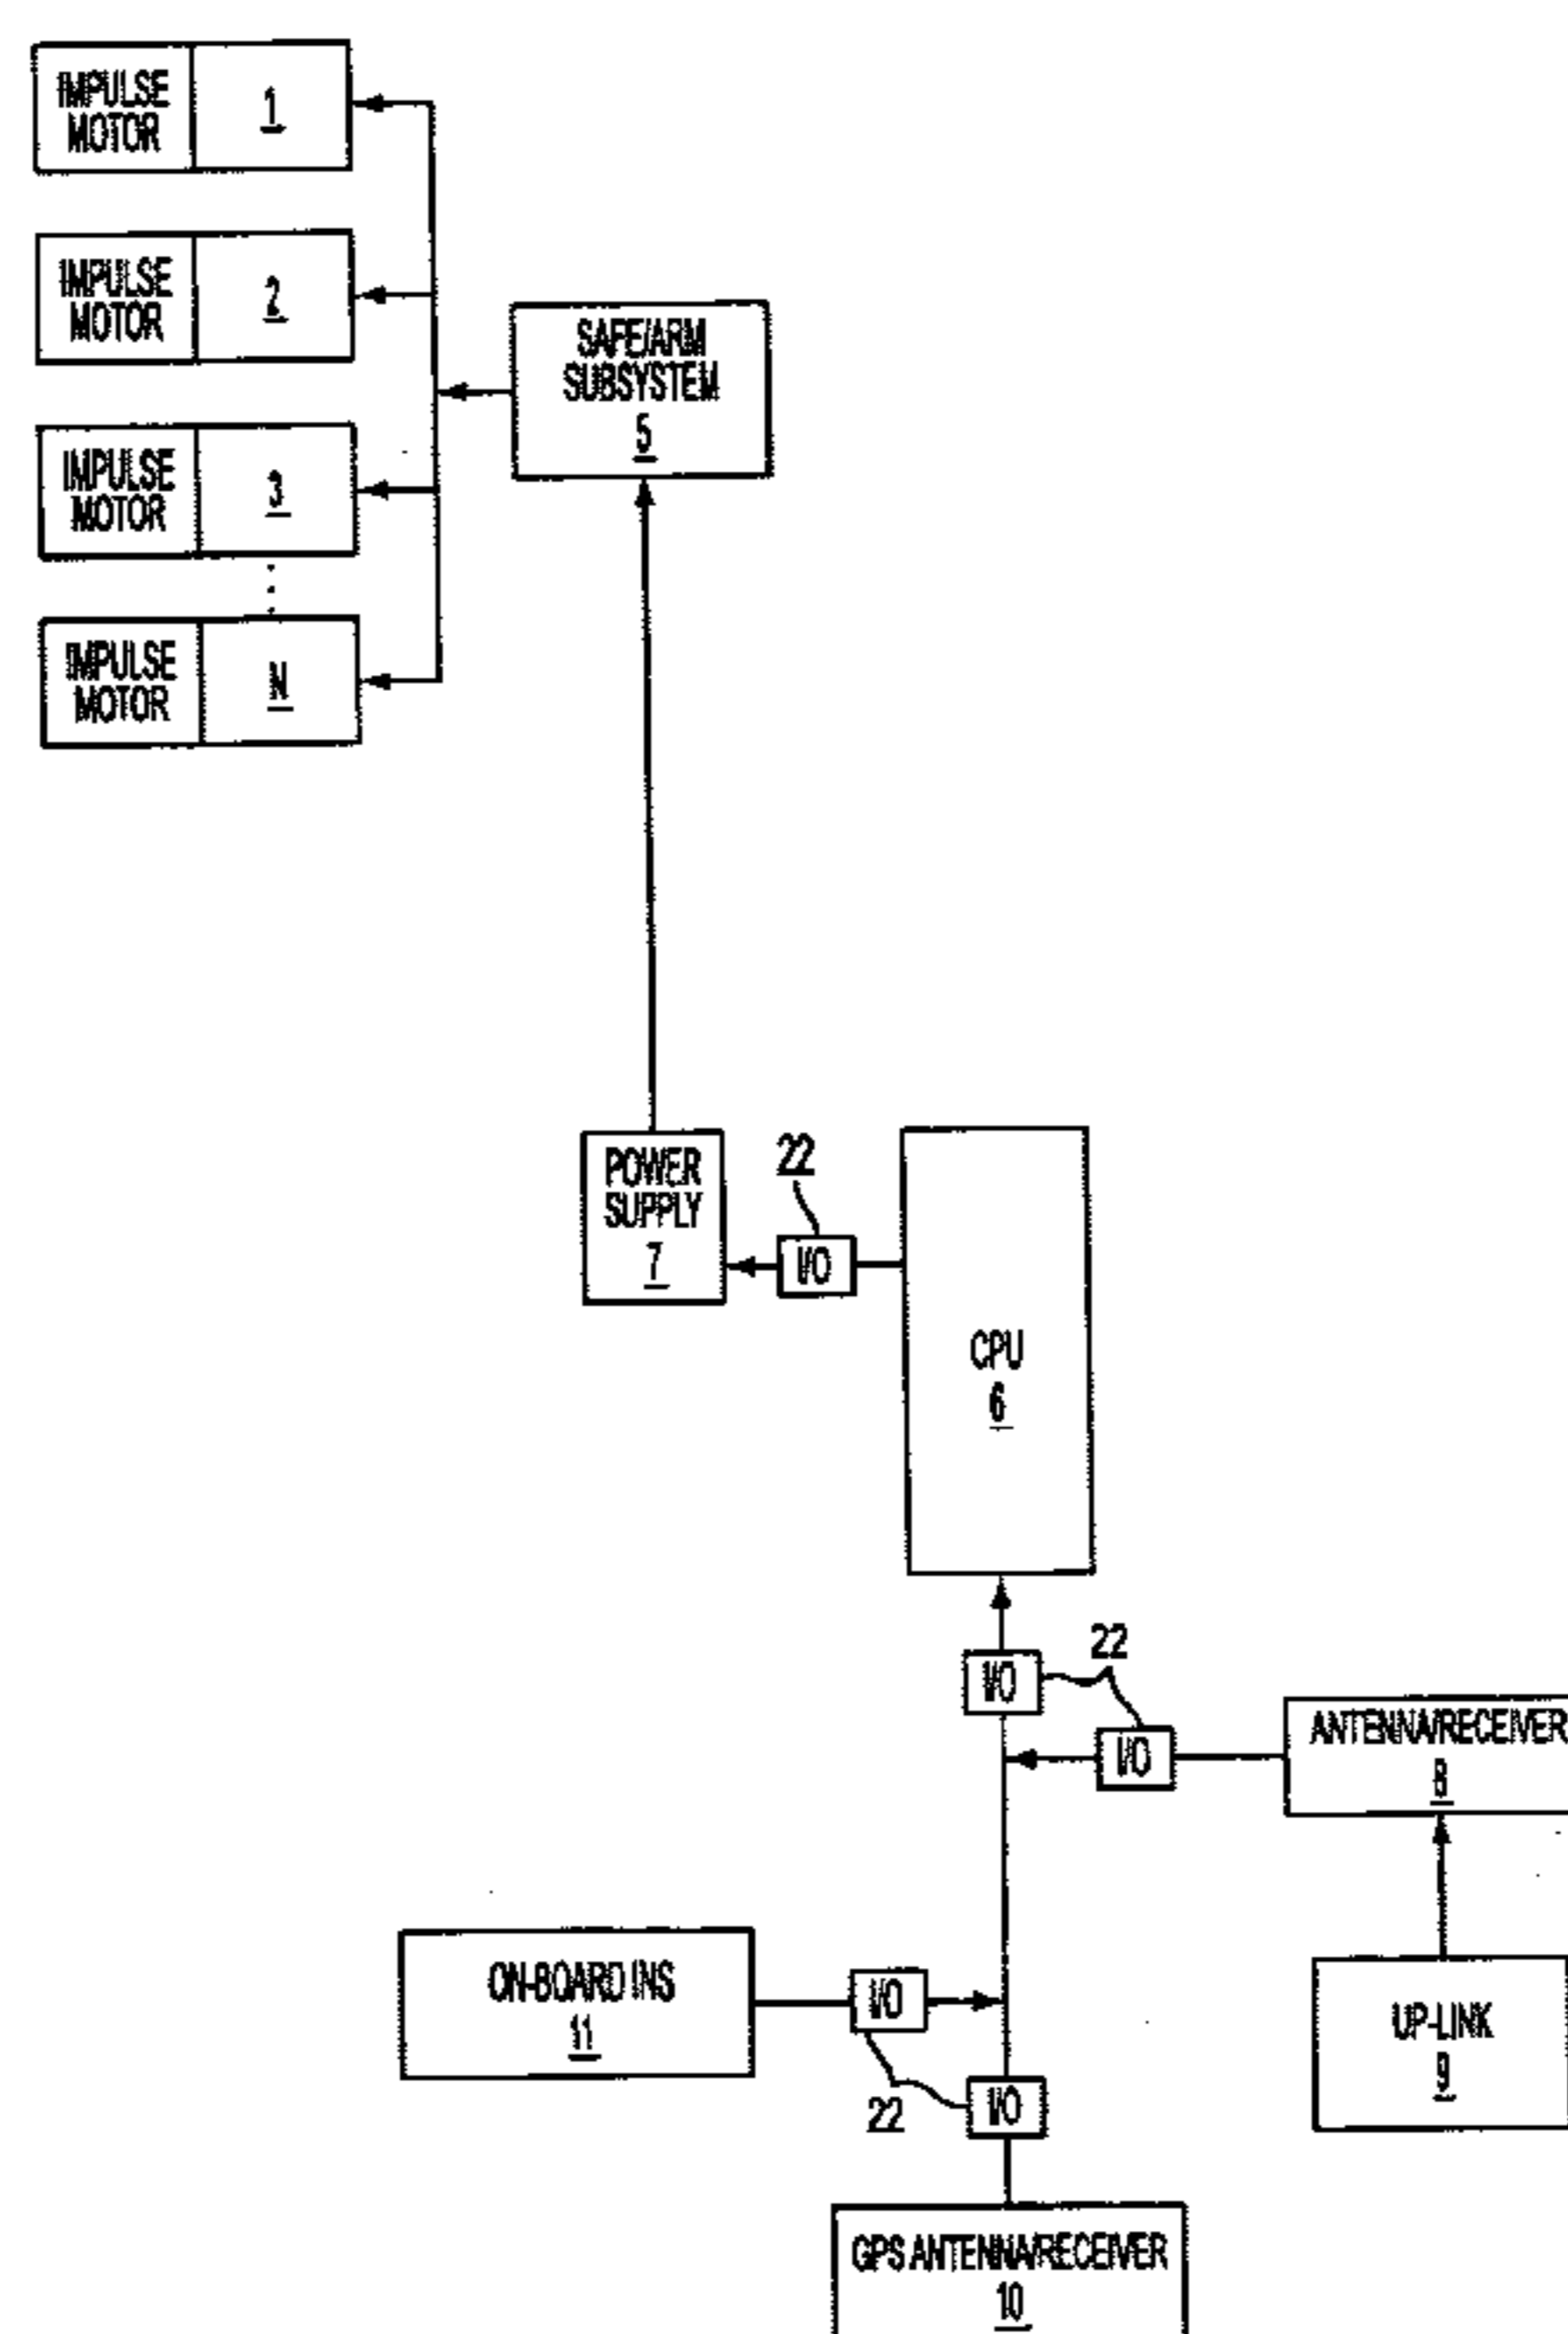 IMPULSE
MOTOR
1
IMPULSE
MOTOR
2
SAFE/ARM
SUBSYSTEM
5
IMPULSE
MOTOR
3
IMPULSE
MOTOR
N
POWER
SUPPLY
7
22
I/O
CPU
6
I/O
22
I/O
ANTENNA/RECEIVER
8
ON-BOARD INS
11
I/O
22
I/O
UP-LINK
9
GPS ANTENNA/RECEIVER
10